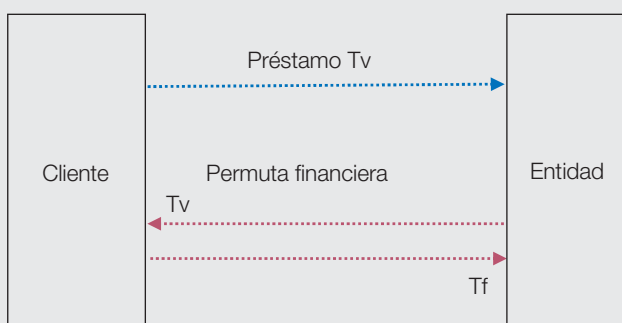 Préstamo Tv
Cliente
Permuta financiera
Entidad
Tv
Tf